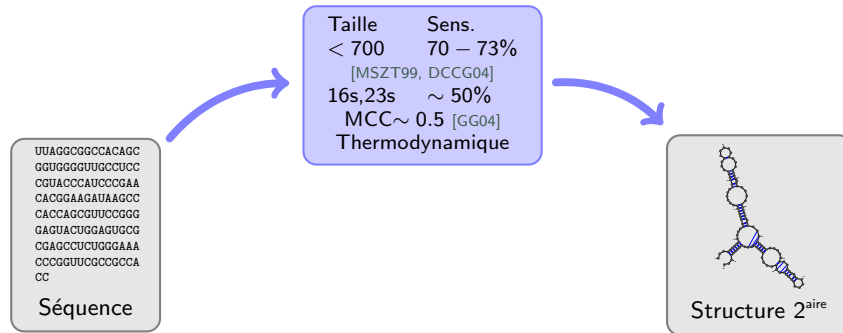 Taille Sens.
< 700 70 − 73%
[MSZT99, DCCG04]
16s,23s ∼ 50%
MCC∼ 0.5 [GG04]
Thermodynamique
UUAGGCGGCCACAGC
GGUGGGGUUGCCUCC
CGUACCCAUCCCGAA
CACGGAAGAUAAGCC
CACCAGCGUUCCGGG
GAGUACUGGAGUGCG
CGAGCCUCUGGGAAA
CCCGGUUCGCCGCCA
CC
Séquence
Structure 2ᵃⁱʳᵉ